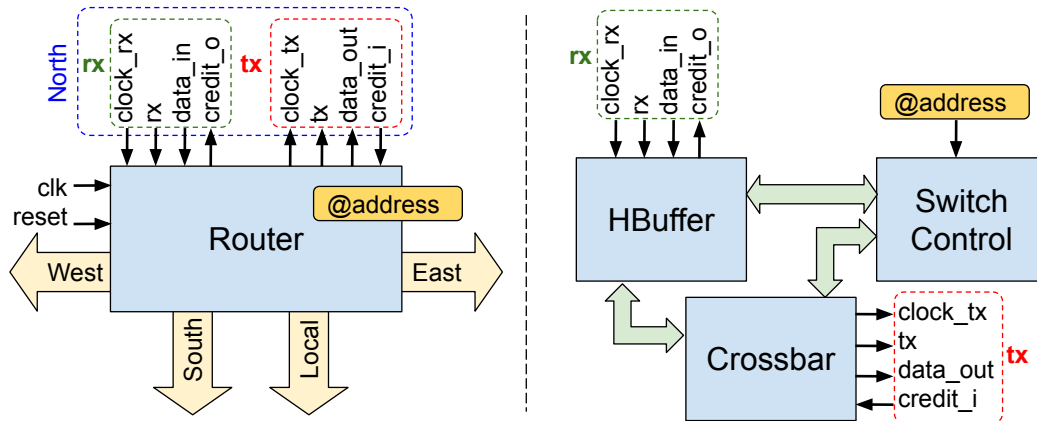 North
rx
clock_rx
rx
data_in
credit_o
tx
clock_tx
tx
data_out
credit_i
clk
reset
@address
Router
West
East
South
Local
rx
clock_rx
rx
data_in
credit_o
@address
HBuffer
Switch
Control
Crossbar
clock_tx
tx
data_out
credit_i
tx